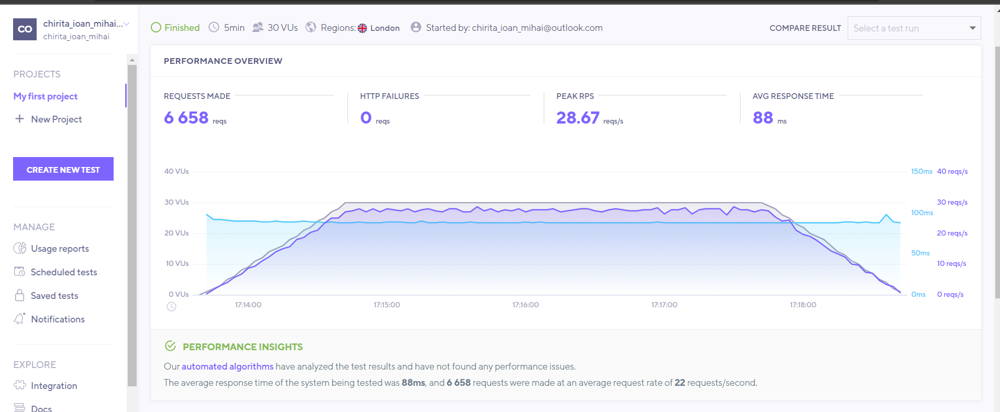 CO
chirita_ioan_mihai...
chirita_ioan_mihai
PROJECTS
My first project
+ New Project
CREATE NEW TEST
MANAGE
Usage reports
Scheduled tests
Saved tests
Notifications
EXPLORE
Integration
Docs
Finished 5min 30 VUs Regions: London Started by: chirita_ioan_mihai@outlook.com
COMPARE RESULT Select a test run
PERFORMANCE OVERVIEW
REQUESTS MADE
6 658 reqs
HTTP FAILURES
0 reqs
PEAK RPS
28.67 reqs/s
AVG RESPONSE TIME
88 ms
40 VUs
30 VUs
20 VUs
10 VUs
0 VUs
150ms
100ms
50ms
0ms
40 reqs/s
30 reqs/s
20 reqs/s
10 reqs/s
0 reqs/s
17:14:00 17:15:00 17:16:00 17:17:00 17:18:00
PERFORMANCE INSIGHTS
Our automated algorithms have analyzed the test results and have not found any performance issues.
The average response time of the system being tested was 88ms, and 6 658 requests were made at an average request rate of 22 requests/second.